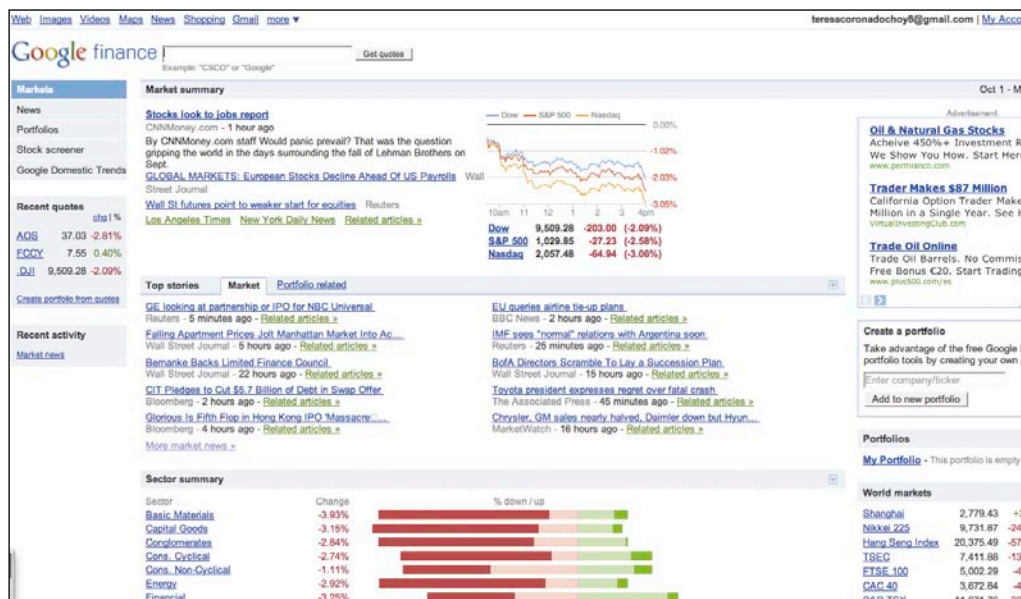 Web Images Videos Maps News Shopping Gmail more ▼
teresacoronadochoy8@gmail.com | My Acco
Google finance
Get quotes
Example: "CSCO" or "Google"
Markets
News
Portfolios
Stock screener
Google Domestic Trends
Recent quotes
chg | %
AOS 37.03 -2.81%
FCCY 7.55 0.40%
.DJI 9,509.28 -2.09%
Create portfolio from quotes
Recent activity
Market news
Market summary
Oct 1 - M
Stocks look to jobs report
CNNMoney.com - 1 hour ago
By CNNMoney.com staff Would panic prevail? That was the question
gripping the world in the days surrounding the fall of Lehman Brothers on
Sept.
GLOBAL MARKETS: European Stocks Decline Ahead Of US Payrolls Wall
Street Journal
Wall St futures point to weaker start for equities Reuters
Los Angeles Times New York Daily News Related articles »
Dow S&P 500 Nasdaq
0.00%
-1.02%
-2.03%
-3.05%
10am 11 12 1 2 3 4pm
Dow 9,509.28 -203.00 (-2.09%)
S&P 500 1,029.85 -27.23 (-2.58%)
Nasdaq 2,057.48 -64.94 (-3.06%)
Top stories Market Portfolio related
GE looking at partnership or IPO for NBC Universal
Reuters - 5 minutes ago - Related articles »
Falling Apartment Prices Jolt Manhattan Market Into Ac...
Wall Street Journal - 5 hours ago - Related articles »
Bernanke Backs Limited Finance Council
Wall Street Journal - 22 hours ago - Related articles »
CIT Pledges to Cut $5.7 Billion of Debt in Swap Offer
Bloomberg - 2 hours ago - Related articles »
Glorious Is Fifth Flop in Hong Kong IPO 'Massacre□...
Bloomberg - 4 hours ago - Related articles »
More market news »
EU queries airline tie-up plans
BBC News - 2 hours ago - Related articles »
IMF sees "normal" relations with Argentina soon
Reuters - 25 minutes ago - Related articles »
BofA Directors Scramble To Lay a Succession Plan
Wall Street Journal - 15 hours ago - Related articles »
Toyota president expresses regret over fatal crash
The Associated Press - 45 minutes ago - Related articles »
Chrysler, GM sales nearly halved, Daimler down but Hyun...
MarketWatch - 16 hours ago - Related articles »
Sector summary
Sector Change % down / up
Basic Materials -3.93%
Capital Goods -3.15%
Conglomerates -2.84%
Cons. Cyclical -2.74%
Cons. Non-Cyclical -1.11%
Energy -2.92%
Financial -3.25%
Advertisement
Oil & Natural Gas Stocks
Acheive 450%+ Investment R
We Show You How. Start Her
www.permianco.com
Trader Makes $87 Million
California Option Trader Make
Million in a Single Year. See H
VirtualInvestingClub.com
Trade Oil Online
Trade Oil Barrels. No Commis
Free Bonus €20. Start Trading
www.plus500.com/es
Create a portfolio
Take advantage of the free Google
portfolio tools by creating your own
Enter company/ticker
Add to new portfolio
Portfolios
My Portfolio - This portfolio is empty
World markets
Shanghai 2,779.43 +2
Nikkei 225 9,731.87 -24
Hang Seng Index 20,375.49 -57
TSEC 7,411.88 -13
FTSE 100 5,002.29 -4
CAC 40 3,672.84 -4